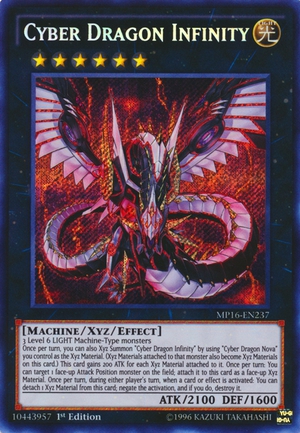 CYBER DRAGON INFINITY
LIGHT
光
MP16-EN237
[MACHINE/XYZ/EFFECT]
3 Level 6 LIGHT Machine-Type monsters
Once per turn, you can also Xyz Summon "Cyber Dragon Infinity" by using "Cyber Dragon Nova"
you control as the Xyz Material. (Xyz Materials attached to that monster also become Xyz Materials
on this card.) This card gains 200 ATK for each Xyz Material attached to it. Once per turn: You
can target 1 face-up Attack Position monster on the field; attach it to this card as a face-up Xyz
Material. Once per turn, during either player's turn, when a card or effect is activated: You can
detach 1 Xyz Material from this card; negate the activation, and if you do, destroy it.
ATK/2100 DEF/1600
10443957 1st Edition ©1996 KAZUKI TAKAHASHI